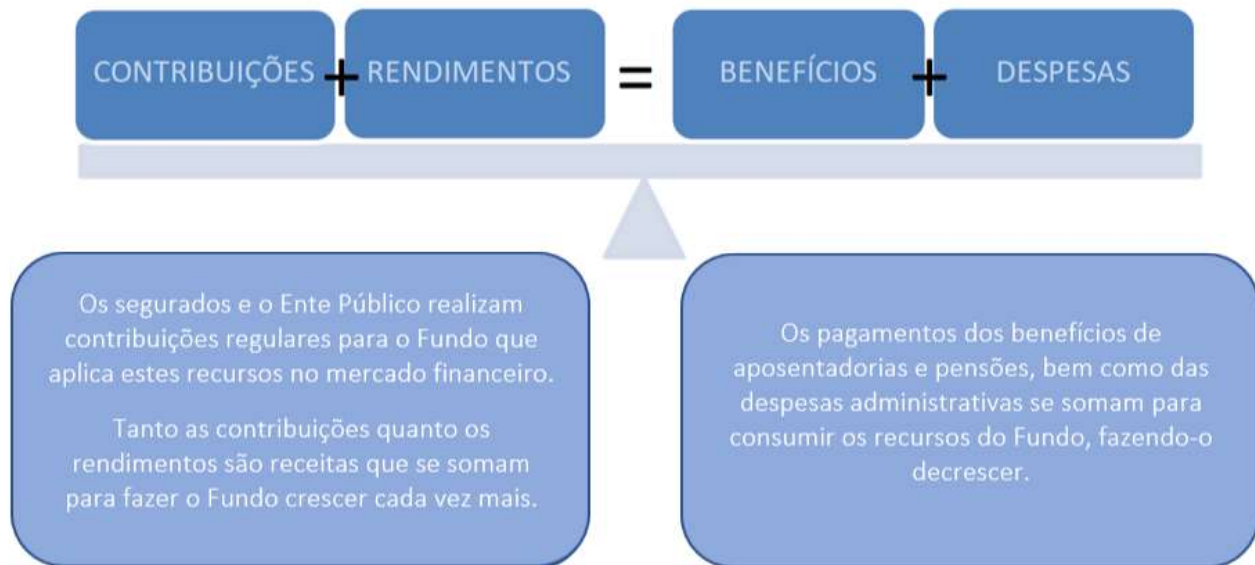 CONTRIBUIÇÕES + RENDIMENTOS = BENEFÍCIOS + DESPESAS
Os segurados e o Ente Público realizam
contribuições regulares para o Fundo que
aplica estes recursos no mercado financeiro.
Tanto as contribuições quanto os
rendimentos são receitas que se somam
para fazer o Fundo crescer cada vez mais.
Os pagamentos dos benefícios de
aposentadorias e pensões, bem como das
despesas administrativas se somam para
consumir os recursos do Fundo, fazendo-o
decrescer.